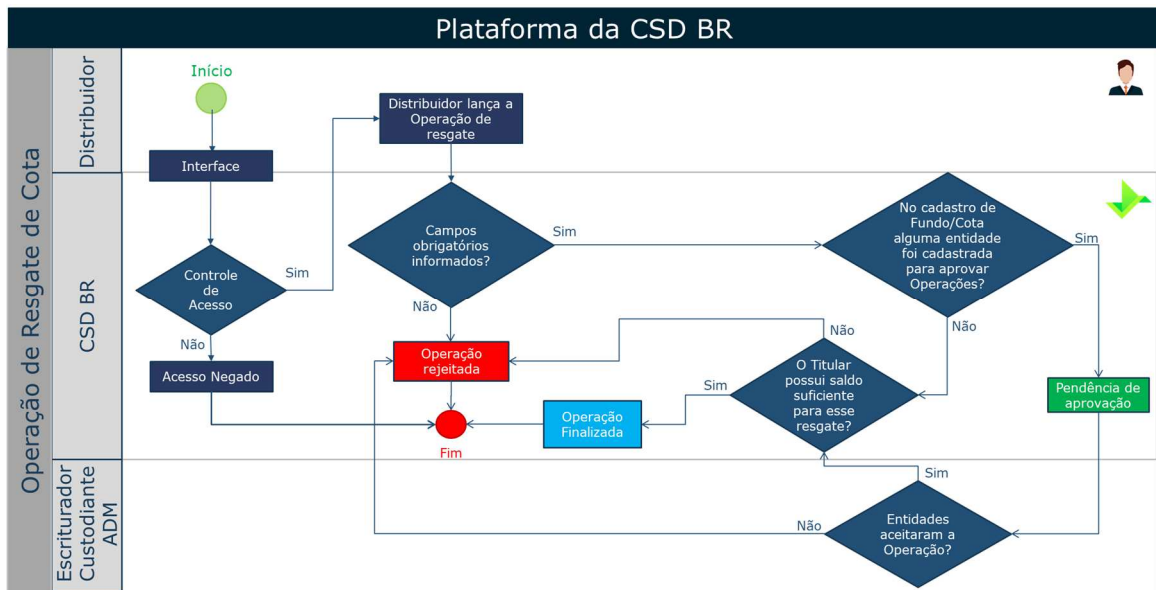 Plataforma da CSD BR
Operação de Resgate de Cota
Distribuidor
Início
Interface
Distribuidor lança a
Operação de
resgate
CSD BR
Controle
de
Acesso
Sim
Não
Acesso Negado
Campos
obrigatórios
informados?
Sim
Não
Operação
rejeitada
Fim
No cadastro de
Fundo/Cota
alguma entidade
foi cadastrada
para aprovar
Operações?
Sim
Não
O Titular
possui saldo
suficiente
para esse
resgate?
Não
Sim
Operação
Finalizada
Pendência de
aprovação
Escriturador
Custodiante
ADM
Entidades
aceitaram a
Operação?
Sim
Não